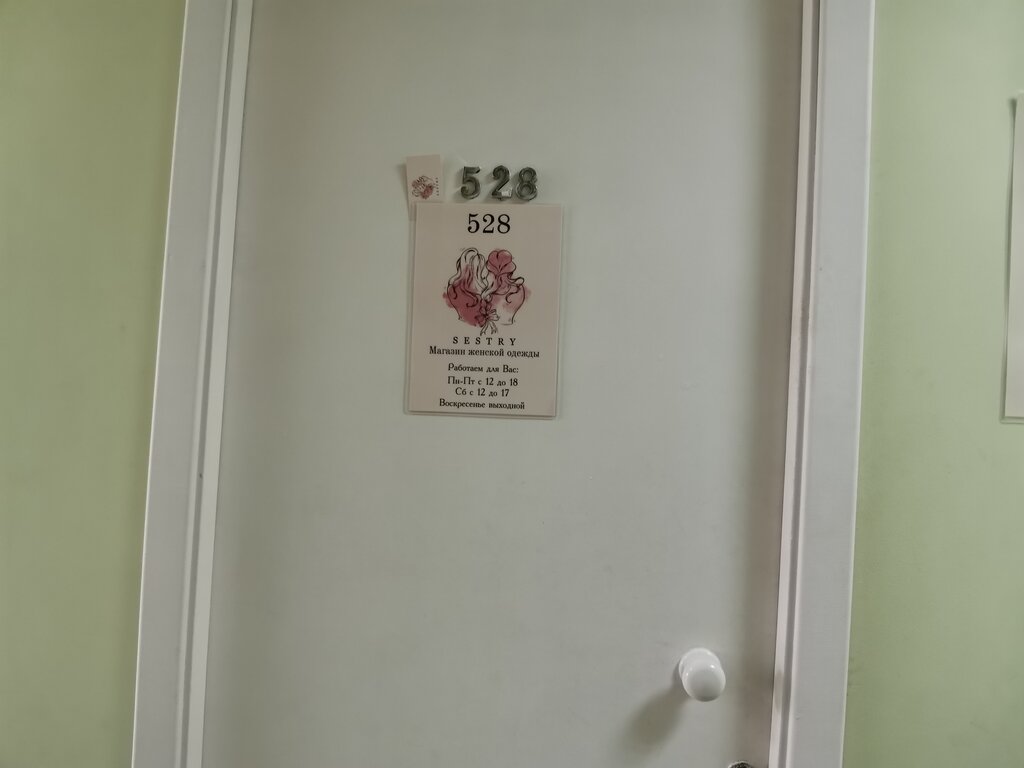 528
528
SESTRY
Магазин женской одежды
Работаем для Вас:
Пн-Пт с 12 до 18
Сб с 12 до 17
Воскресенье выходной